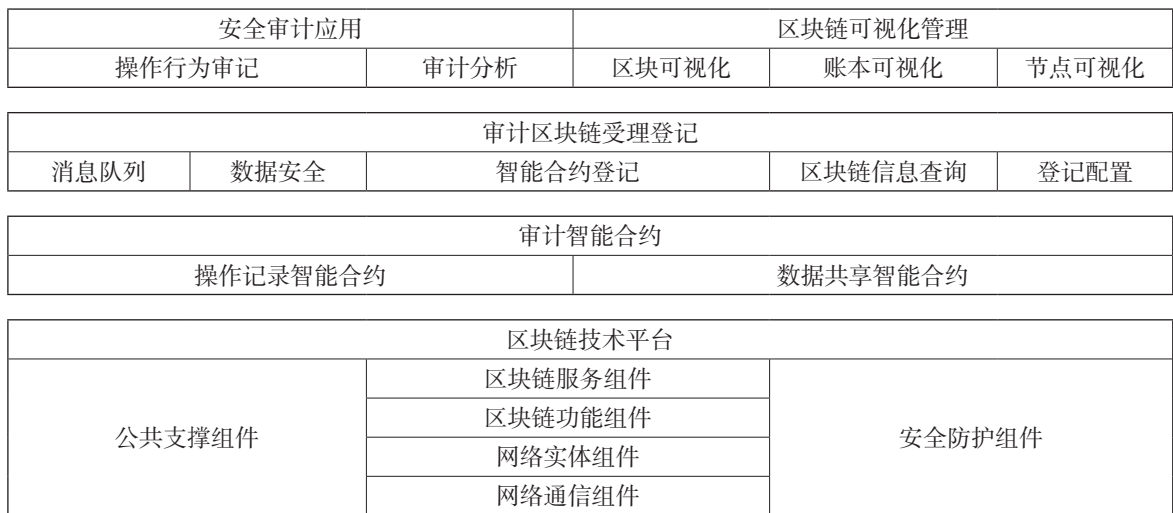 安全审计应用 区块链可视化管理
操作行为审记 审计分析 区块可视化 账本可视化 节点可视化
审计区块链受理登记
消息队列 数据安全 智能合约登记 区块链信息查询 登记配置
审计智能合约
操作记录智能合约 数据共享智能合约
区块链技术平台
公共支撑组件
区块链服务组件
区块链功能组件
网络实体组件
网络通信组件
安全防护组件